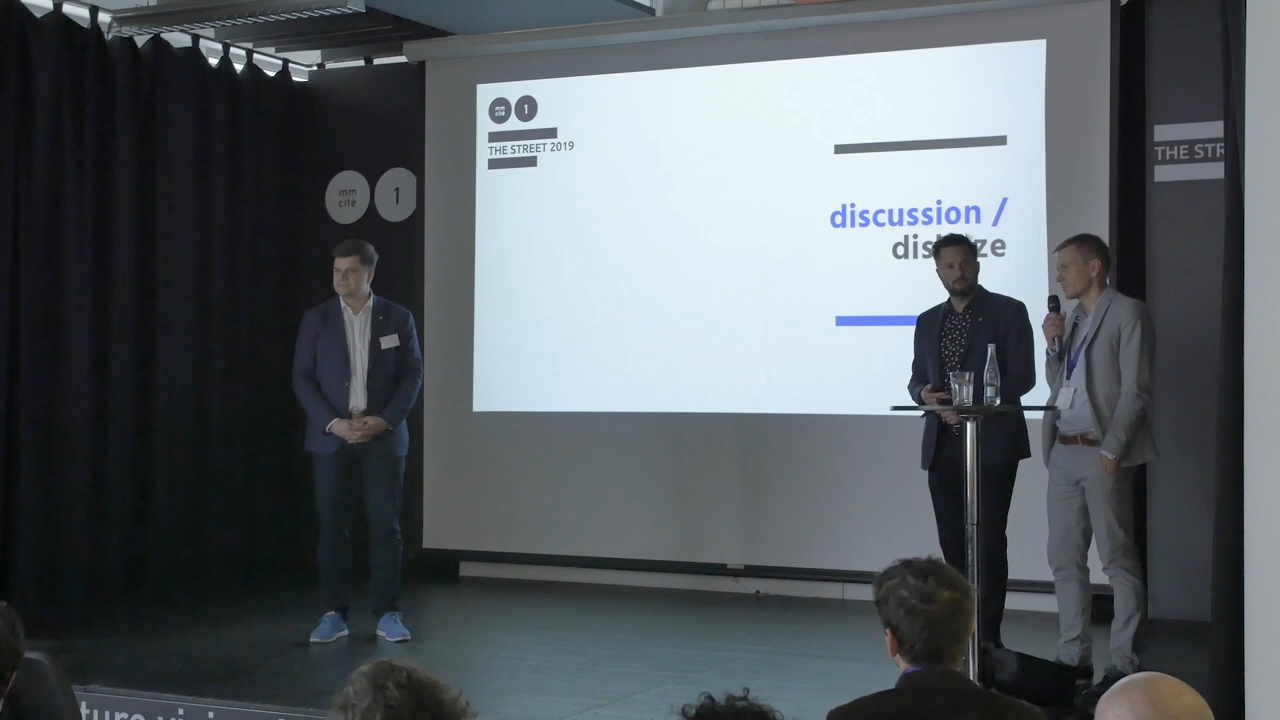 mm
cité
1
THE STREET 2019
discussion /
mm
cité
1
THE STR